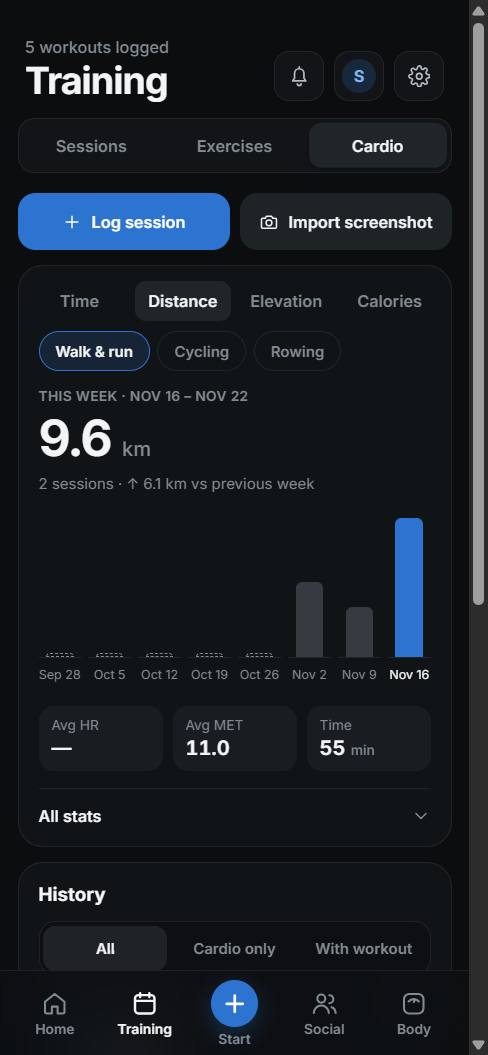 5 workouts logged
Training
S
Sessions Exercises Cardio
Log session Import screenshot
Time Distance Elevation Calories
Walk & run Cycling Rowing
THIS WEEK · NOV 16 – NOV 22
9.6 km
2 sessions · ↑ 6.1 km vs previous week
Sep 28 Oct 5 Oct 12 Oct 19 Oct 26 Nov 2 Nov 9 Nov 16
Avg HR Avg MET Time
— 11.0 55 min
All stats
History
All Cardio only With workout
Home Training Start Social Body